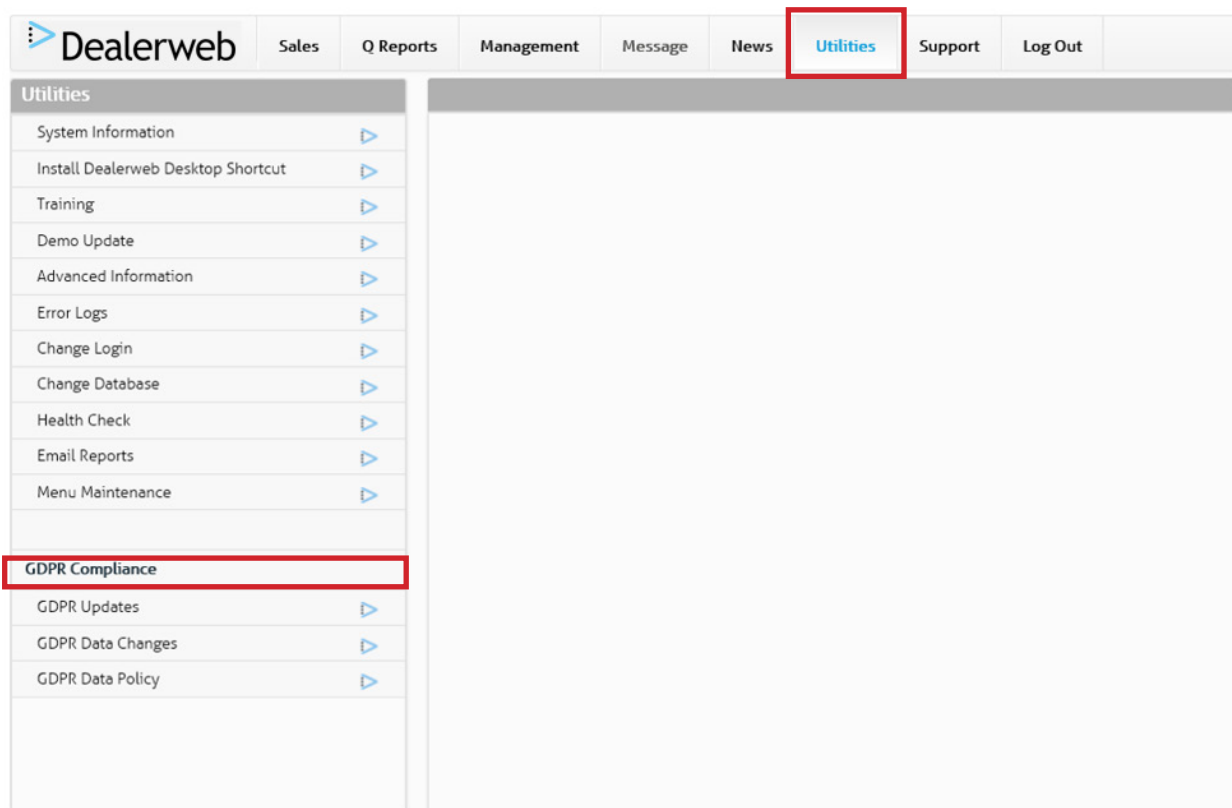 Dealerweb Sales Q Reports Management Message News Utilities Support Log Out
Utilities
System Information
Install Dealerweb Desktop Shortcut
Training
Demo Update
Advanced Information
Error Logs
Change Login
Change Database
Health Check
Email Reports
Menu Maintenance
GDPR Compliance
GDPR Updates
GDPR Data Changes
GDPR Data Policy